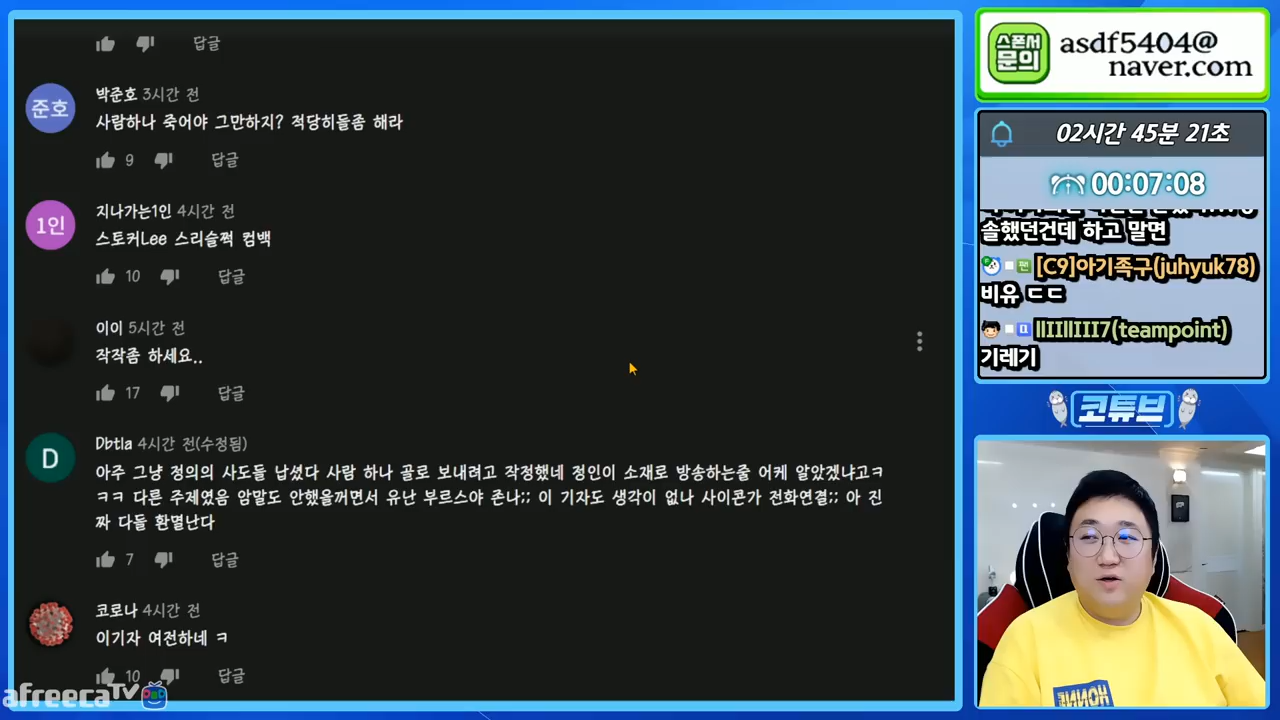 답글
준호
박준호 3시간 전
사람하나 죽어야 그만하지? 적당히들좀 해라
9 답글
1인
지나가는1인 4시간 전
스토커Lee 스리슬쩍 컴백
10 답글
이이 5시간 전
작작좀 하세요..
17 답글
D
Dbtla 4시간 전(수정됨)
아주 그냥 정의의 사도들 납셨다 사람 하나 골로 보내려고 작정했네 정인이 소재로 방송하는줄 어케 알았겠냐고ㅋ
ㅋㅋ 다른 주제였음 암말도 안했을꺼면서 유난 부르스야 존나;; 이 기자도 생각이 없나 사이콘가 전화연결;; 아 진
짜 다들 환멸난다
7 답글
코로나 4시간 전
이기자 여전하네 ㅋ
10 답글
afreecaTV
스폰서
문의
asdf5404@
naver.com
02시간 45분 21초
00:07:08
솔했던건데 하고 말면
팬 [C9]아기족구(juhyuk78)
비유 ㄷㄷ
llIIllIII7(teampoint)
기레기
코튜브